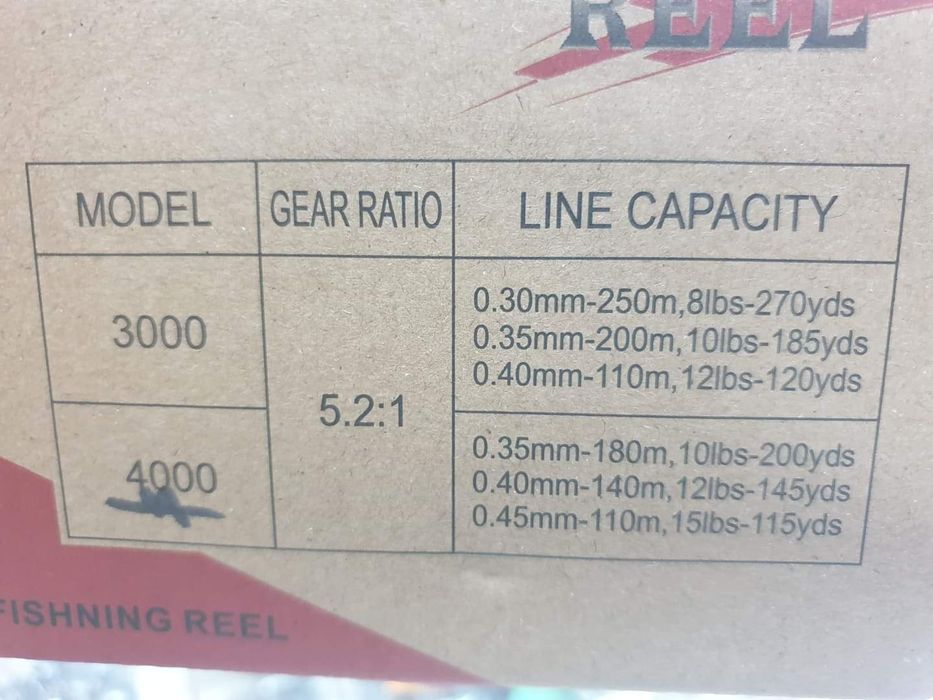 REEL
MODEL GEAR RATIO LINE CAPACITY
3000
5.2:1
0.30mm-250m,8lbs-270yds
0.35mm-200m,10lbs-185yds
0.40mm-110m,12lbs-120yds
4000
0.35mm-180m,10lbs-200yds
0.40mm-140m,12lbs-145yds
0.45mm-110m,15lbs-115yds
FISHNING REEL